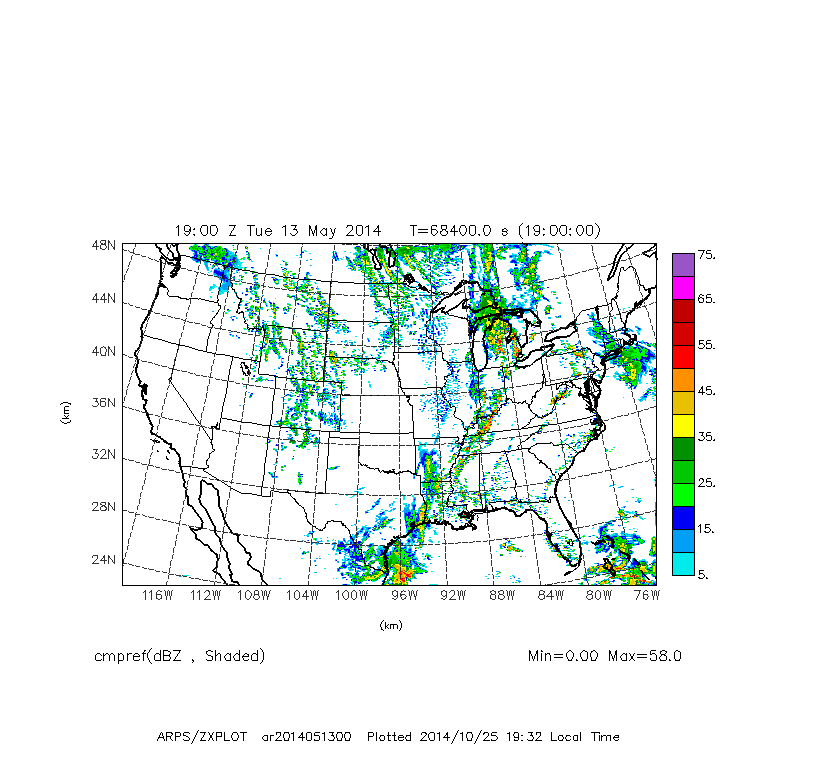 19:00 Z Tue 13 May 2014 T=68400.0 s (19:00:00)
48N
44N
40N
36N
32N
28N
24N
(km)
116W 112W 108W 104W 100W 96W 92W 88W 84W 80W 76W
(km)
75.
65.
55.
45.
35.
25.
15.
5.
cmpref(dBZ , Shaded) Min=0.00 Max=58.0
ARPS/ZXPLOT ar2014051300 Plotted 2014/10/25 19:32 Local Time